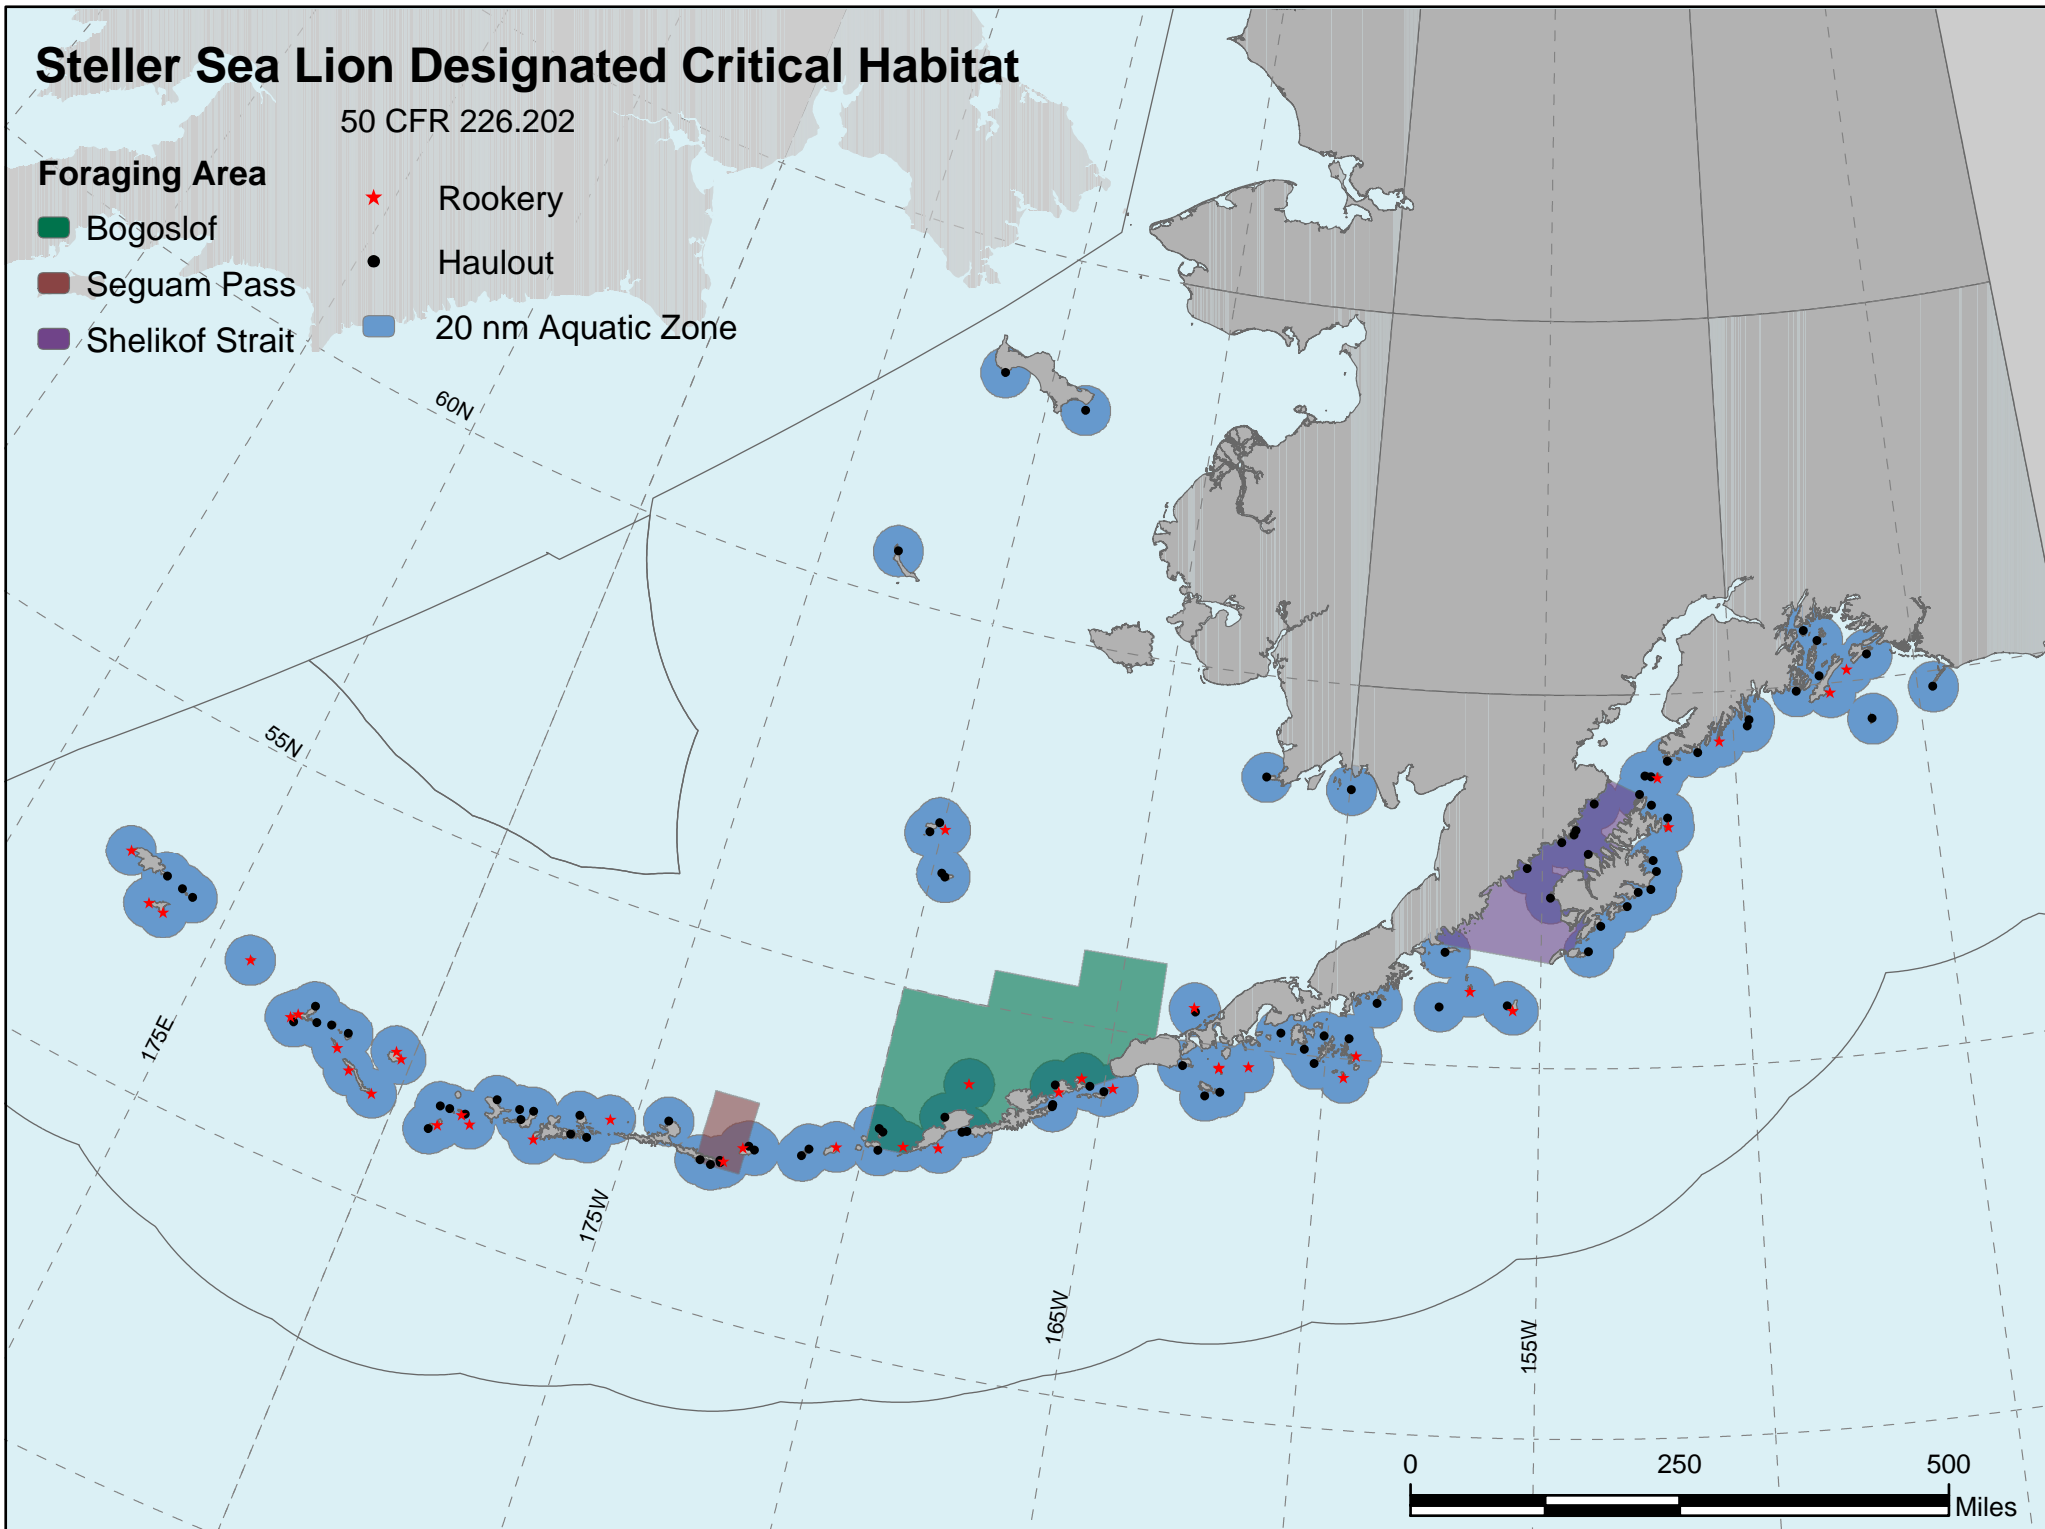 Steller Sea Lion Designated Critical Habitat
50 CFR 226.202
Foraging Area
Bogoslof
Seguam Pass
Shelikof Strait
Rookery
Haulout
20 nm Aquatic Zone
60N
55N
175E
175W
165W
155W
0 250 500
Miles